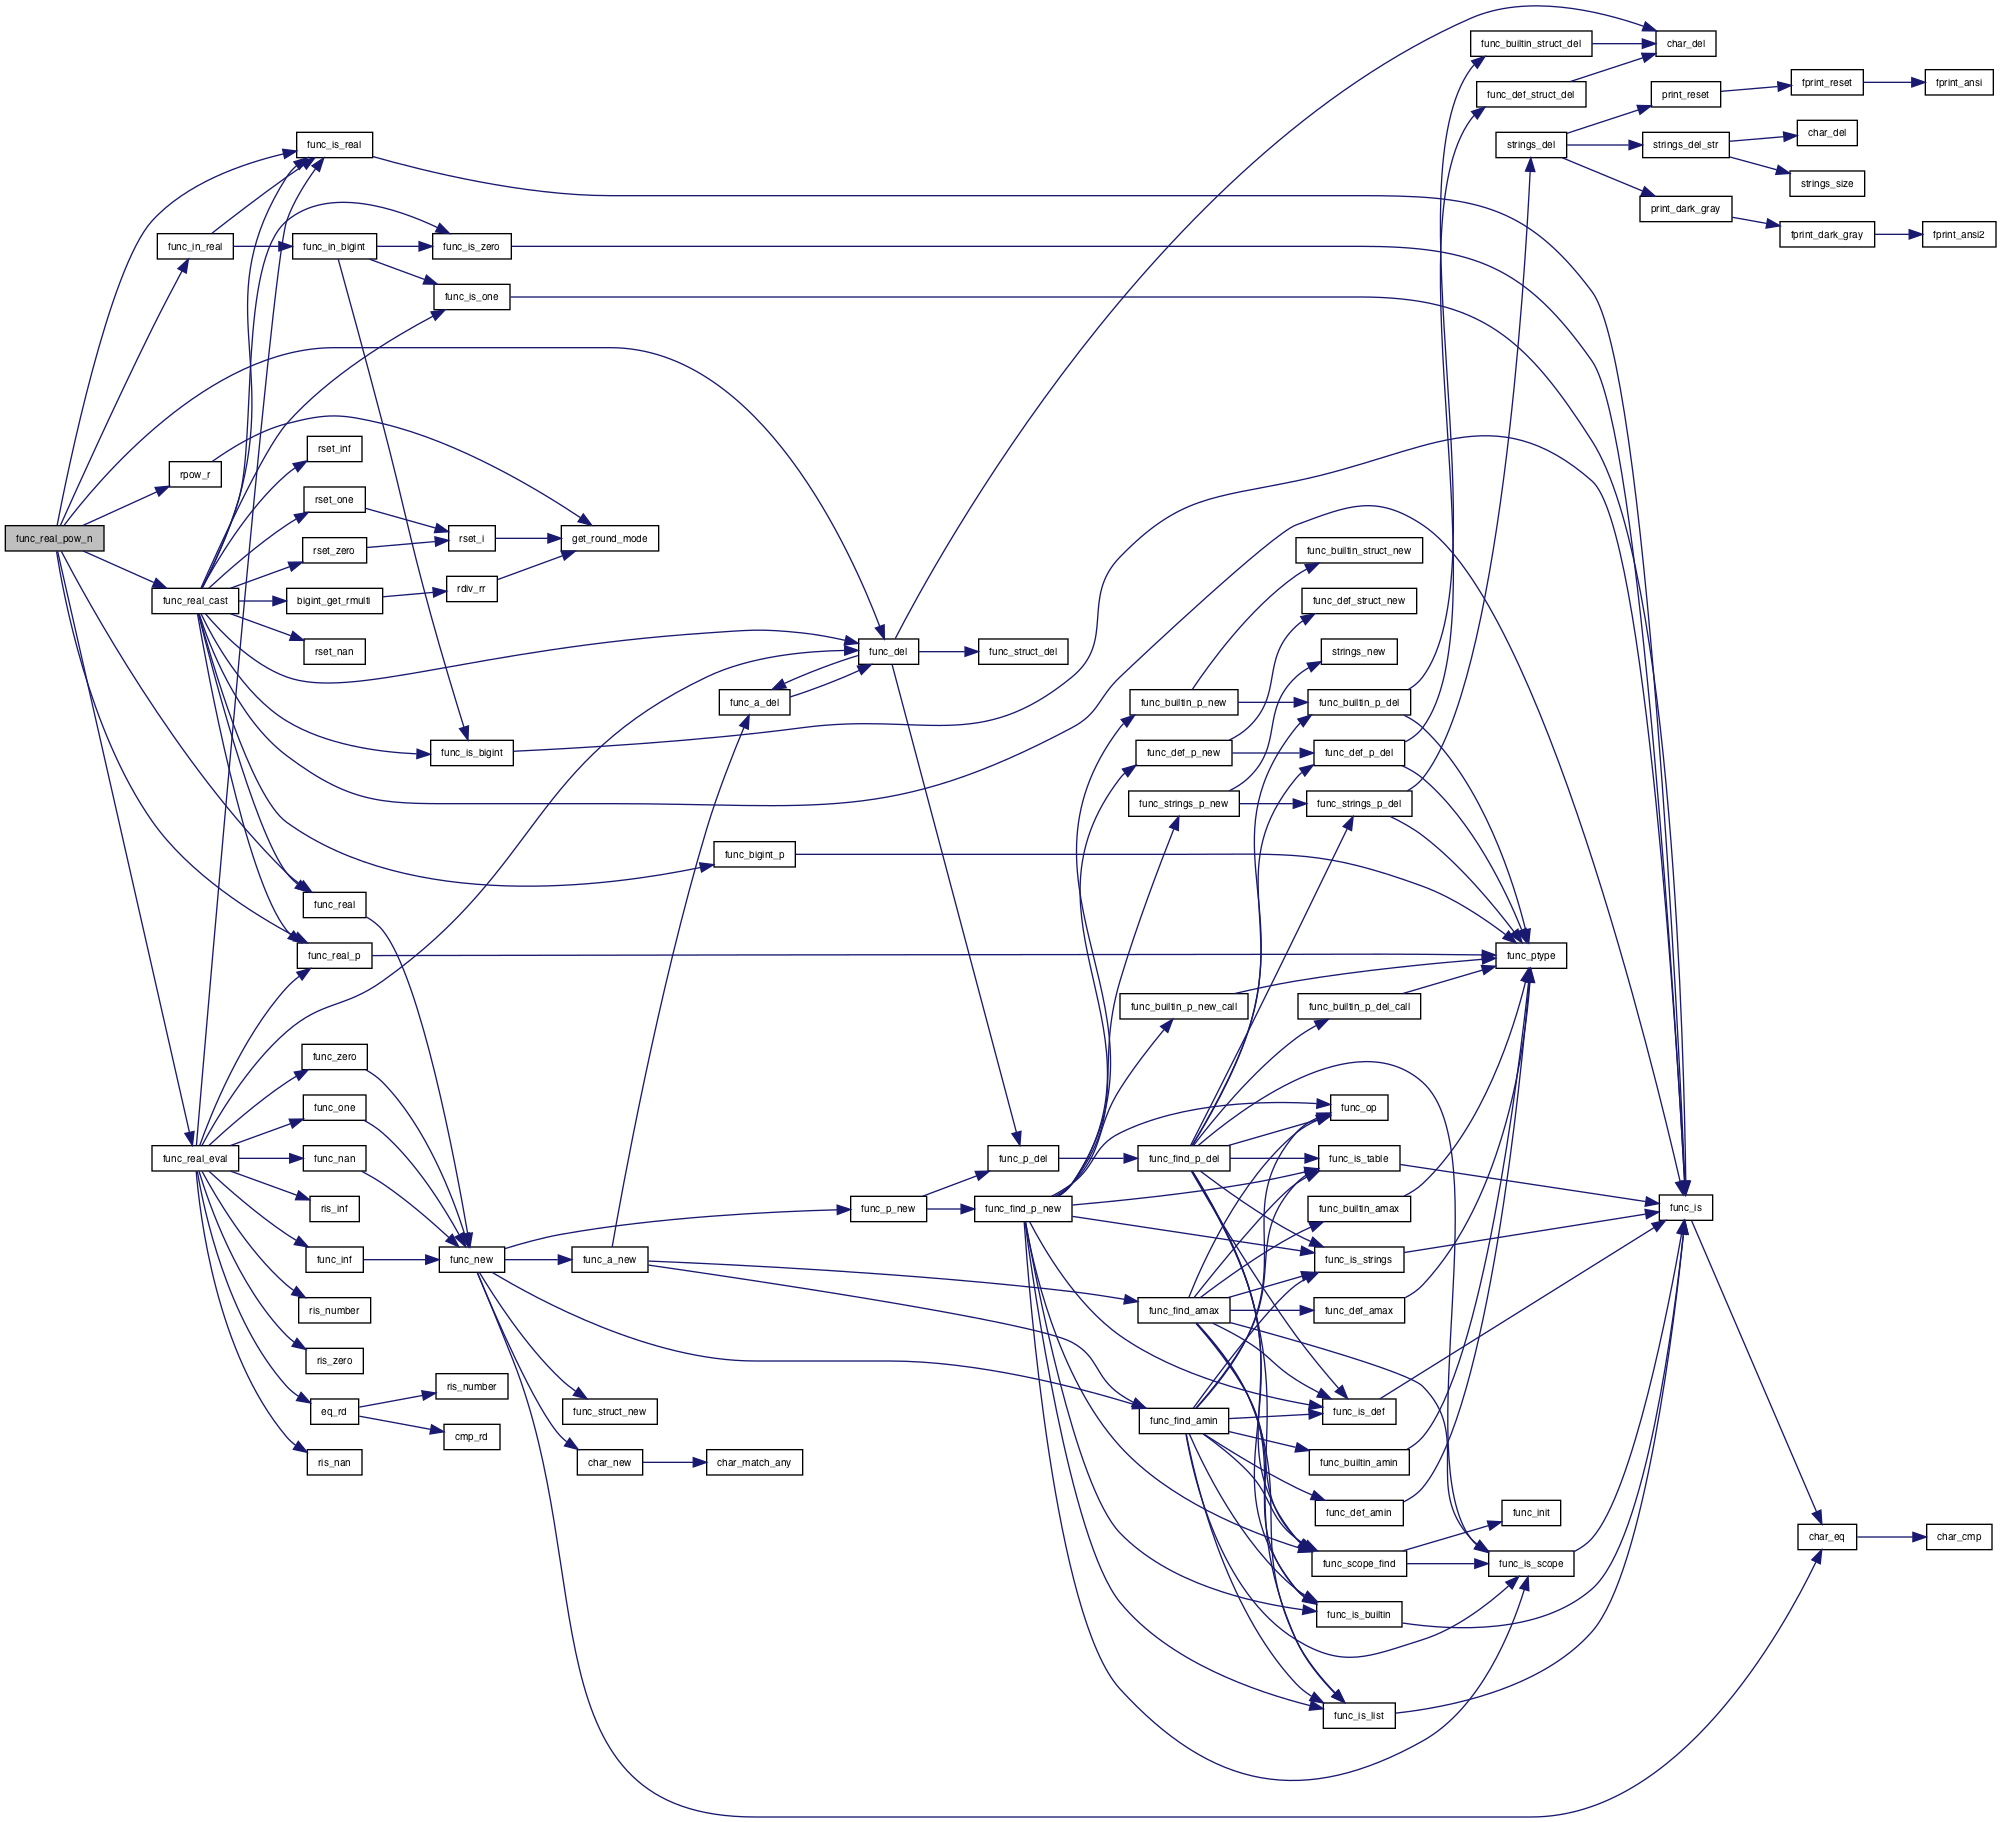 func_real_pow_n
func_is_real
func_in_real
func_in_bigint
func_is_zero
func_is_one
rpow_r
rset_inf
rset_one
rset_zero
rset_i
get_round_mode
func_real_cast
bigint_get_rmulti
rdiv_rr
rset_nan
func_del
func_struct_del
func_a_del
func_is_bigint
func_bigint_p
func_real
func_real_p
func_zero
func_one
func_real_eval
func_nan
ris_inf
func_inf
func_new
func_a_new
ris_number
ris_zero
eq_rd
ris_number
cmp_rd
ris_nan
func_struct_new
char_new
char_match_any
func_p_new
func_p_del
func_find_p_new
func_find_p_del
func_find_amax
func_find_amin
func_builtin_p_new
func_def_p_new
func_strings_p_new
func_builtin_p_new_call
func_builtin_struct_new
func_def_struct_new
strings_new
func_builtin_p_del
func_def_p_del
func_strings_p_del
func_builtin_p_del_call
func_op
func_is_table
func_builtin_amax
func_is_strings
func_def_amax
func_is_def
func_builtin_amin
func_def_amin
func_scope_find
func_is_builtin
func_is_list
func_builtin_struct_del
func_def_struct_del
strings_del
func_ptype
func_init
func_is_scope
char_del
print_reset
strings_del_str
print_dark_gray
func_is
fprint_reset
char_del
strings_size
fprint_dark_gray
char_eq
fprint_ansi
fprint_ansi2
char_cmp